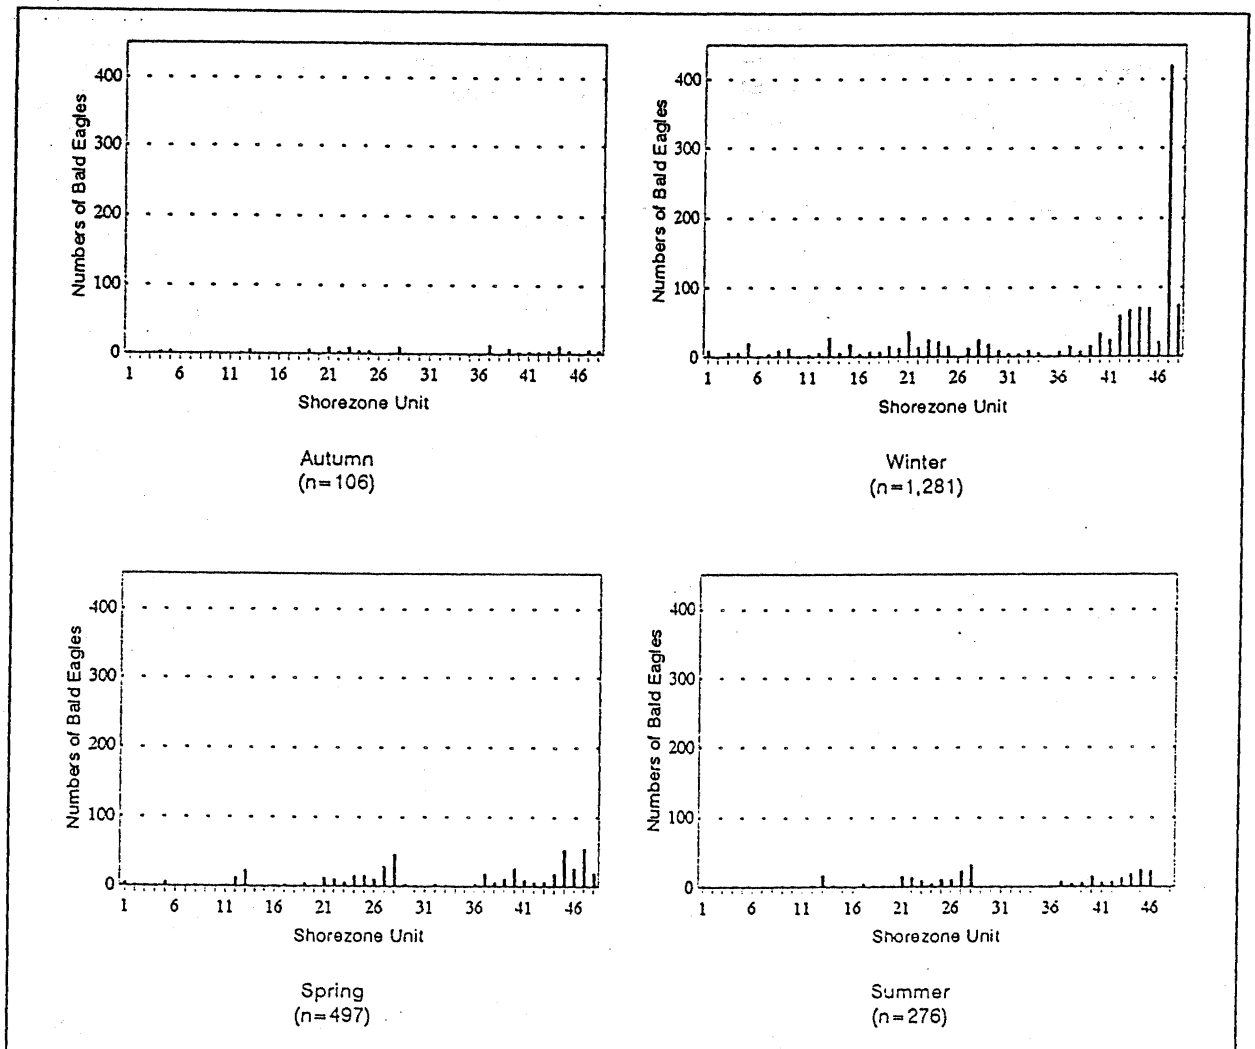 Numbers of Bald Eagles
400
300
200
100
0
1 6 11 16 21 26 31 36 41 46
Shorezone Unit
Autumn
(n=106)
Numbers of Bald Eagles
400
300
200
100
0
1 6 11 16 21 26 31 36 41 46
Shorezone Unit
Winter
(n=1,281)
Numbers of Bald Eagles
400
300
200
100
0
1 6 11 16 21 26 31 36 41 46
Shorezone Unit
Spring
(n=497)
Numbers of Bald Eagles
400
300
200
100
0
1 6 11 16 21 26 31 36 41 46
Shorezone Unit
Summer
(n=276)